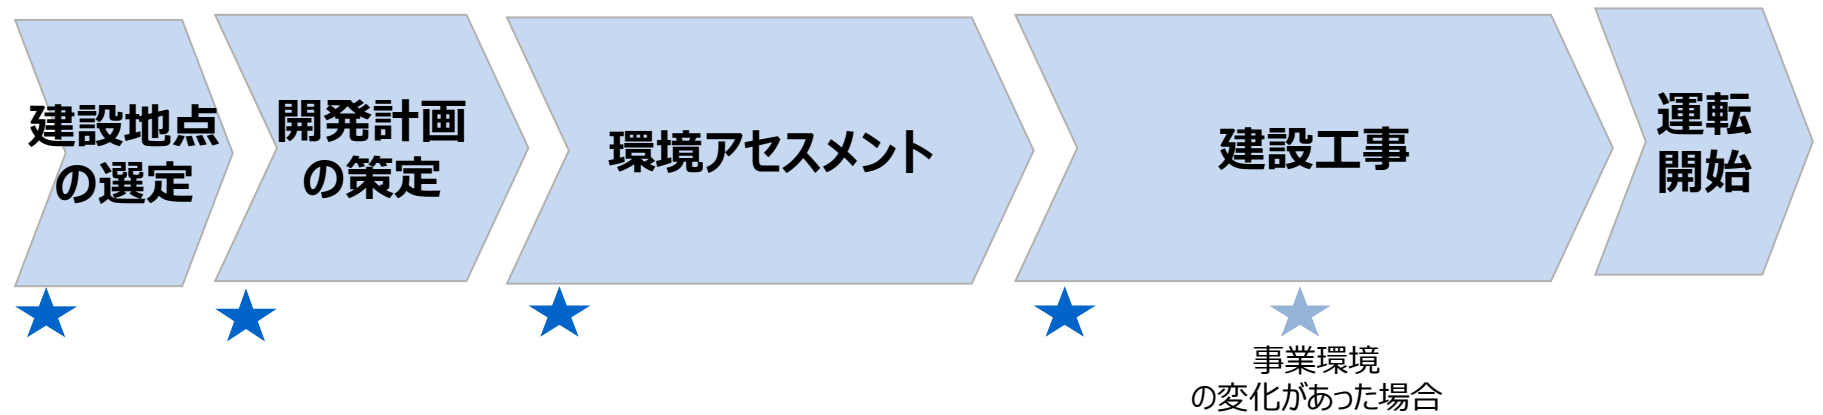 建設地点
の選定
開発計画
の策定
環境アセスメント
建設工事
運転
開始
事業環境
の変化があった場合